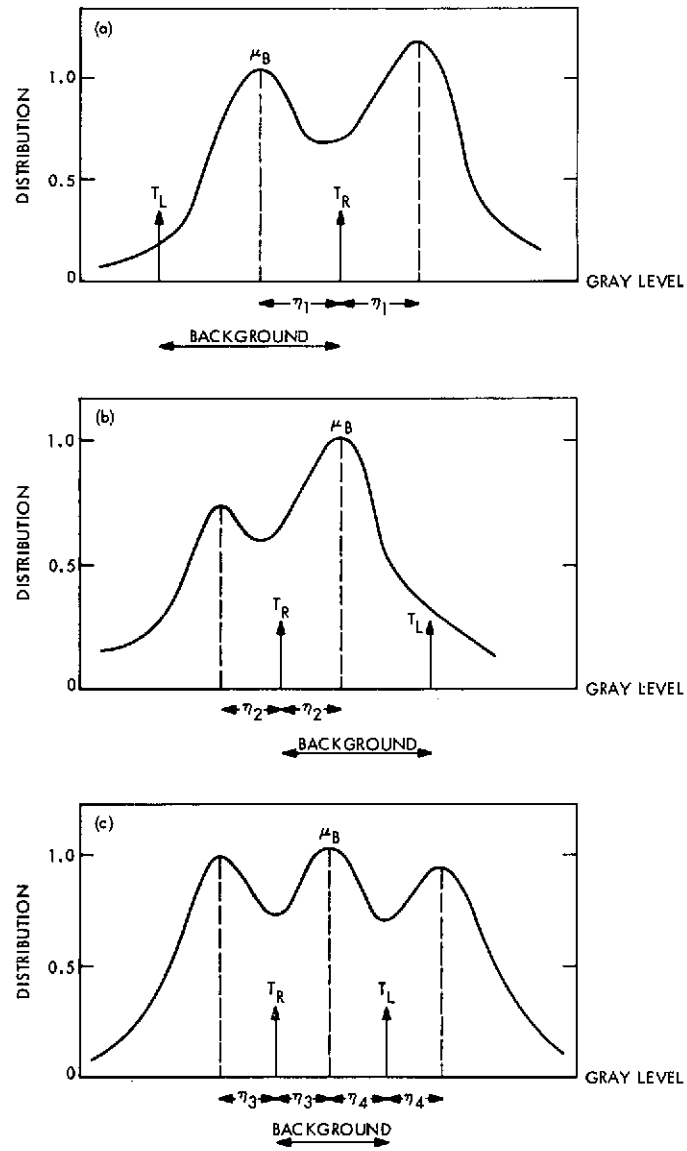 (a)
μB
1.0
DISTRIBUTION
0.5
TL
TR
0
GRAY LEVEL
η1 η1
BACKGROUND
(b)
μB
1.0
DISTRIBUTION
0.5
TR
TL
0
GRAY LEVEL
η2 η2
BACKGROUND
(c)
μB
1.0
DISTRIBUTION
0.5
TR
TL
0
GRAY LEVEL
η3 η3 η4 η4
BACKGROUND